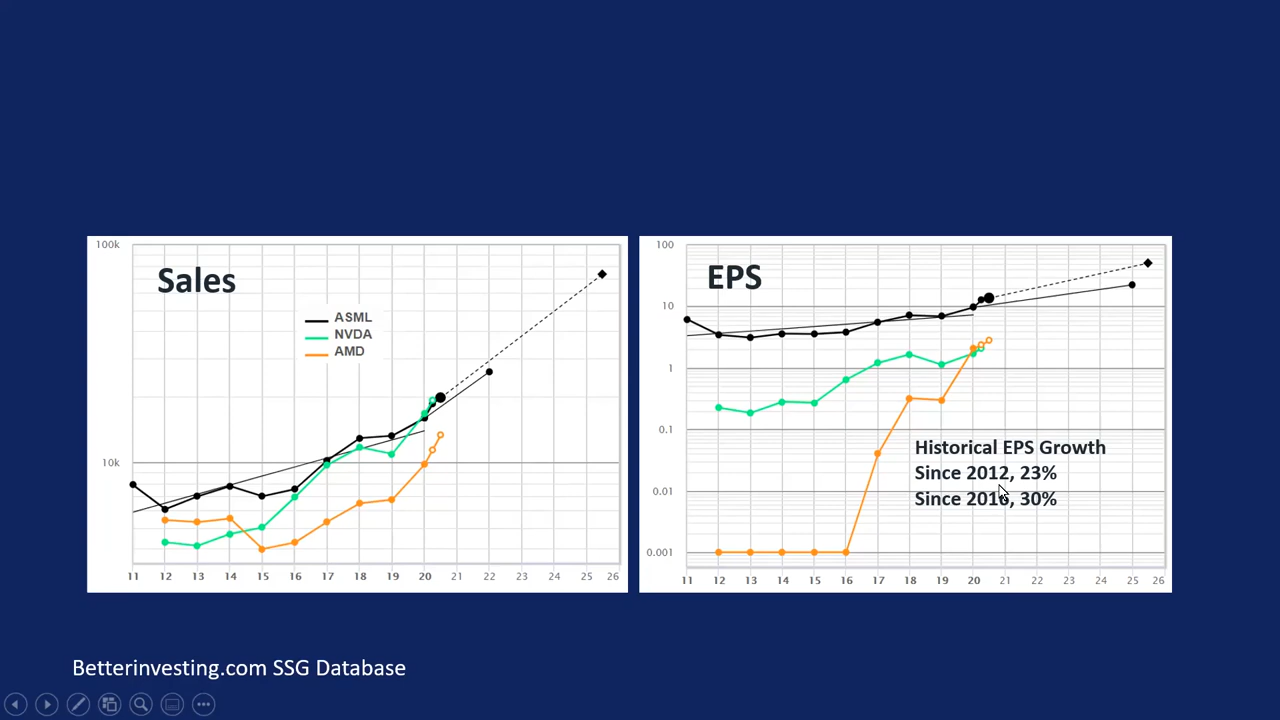 100k
Sales
ASML
NVDA
AMD
10k
11 12 13 14 15 16 17 18 19 20 21 22 23 24 25 26
100
EPS
10
1
0.1
Historical EPS Growth
Since 2012, 23%
0.01
Since 2016, 30%
0.001
11 12 13 14 15 16 17 18 19 20 21 22 23 24 25 26
Betterinvesting.com SSG Database